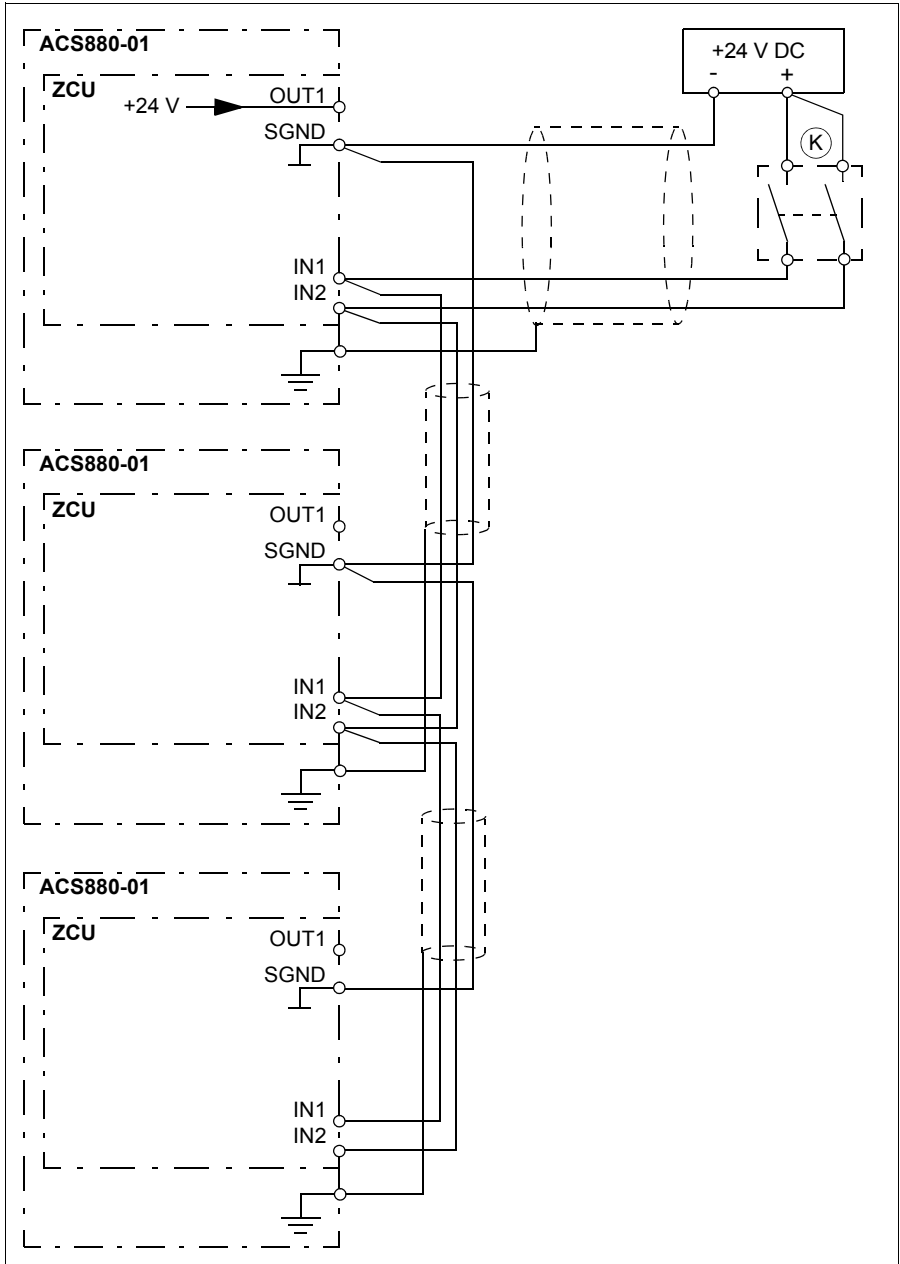 ACS880-01
ZCU
+24 V
OUT1
SGND
IN1
IN2
+24 V DC
- +
K
ACS880-01
ZCU
OUT1
SGND
IN1
IN2
ACS880-01
ZCU
OUT1
SGND
IN1
IN2